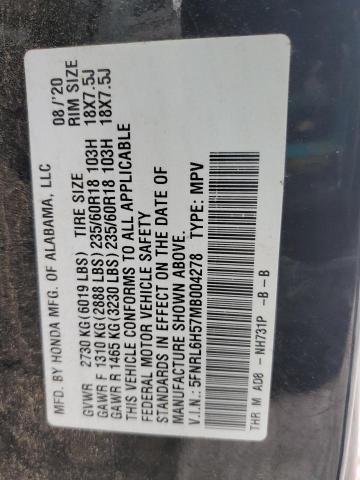 MFD. BY HONDA MFG. OF ALABAMA, LLC 08/'20
TIRE SIZE RIM SIZE
GVWR 2730 KG(6019 LBS)
GAWR F 1310 KG(2888 LBS) 235/60R18 103H 18X7.5J
GAWR R 1465 KG(3230 LBS) 235/60R18 103H 18X7.5J
THIS VEHICLE CONFORMS TO ALL APPLICABLE
FEDERAL MOTOR VEHICLE SAFETY
STANDARDS IN EFFECT ON THE DATE OF
MANUFACTURE SHOWN ABOVE.
V.I.N.: 5FNRL6H57MB004278 TYPE: MPV
THR M AD8 - NH731P -B -B